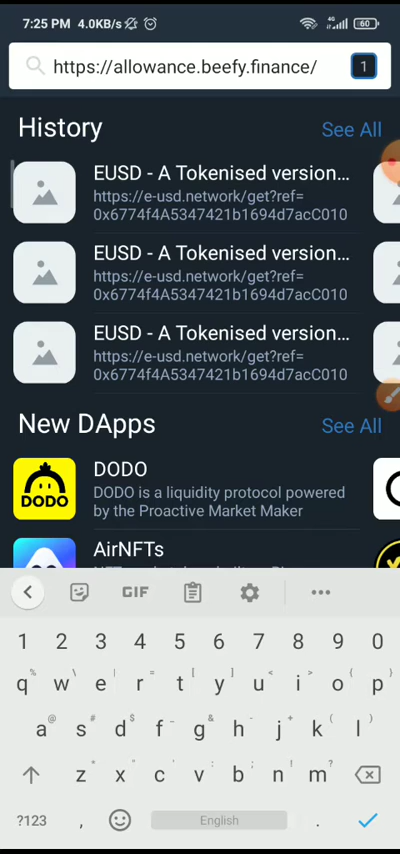 7:25 PM 4.0KB/s 4G 60
https://allowance.beefy.finance/ 1
History See All
EUSD - A Tokenised version...
https://e-usd.network/get?ref=
0x6774f4A5347421b1694d7acC010
EUSD - A Tokenised version...
https://e-usd.network/get?ref=
0x6774f4A5347421b1694d7acC010
EUSD - A Tokenised version...
https://e-usd.network/get?ref=
0x6774f4A5347421b1694d7acC010
New DApps See All
DODO
DODO
DODO is a liquidity protocol powered
by the Proactive Market Maker
AirNFTs
GIF
1 2 3 4 5 6 7 8 9 0
% \ | = [ ] < > { }
q w e r t y u i o p
@ # $ _ & - + ( )
a s d f g h j k l
* " ' : ; ! ?
z x c v b n m
?123 , English .